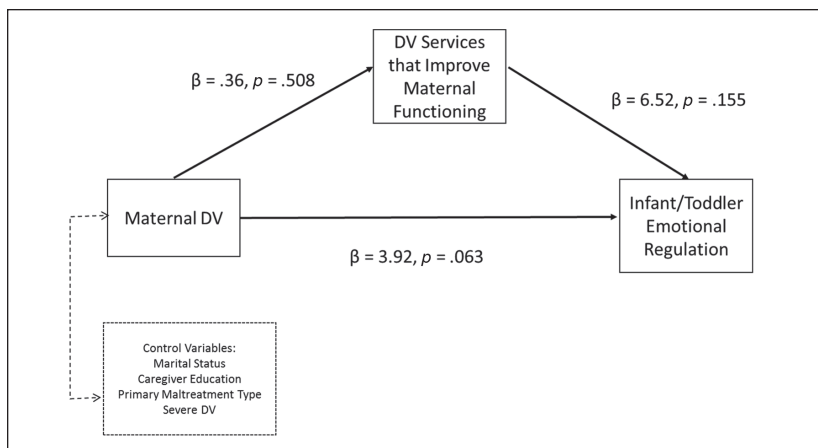 DV Services
that Improve
Maternal
Functioning
β = .36, p = .508
β = 6.52, p = .155
Maternal DV
Infant/Toddler
Emotional
Regulation
β = 3.92, p = .063
Control Variables:
Marital Status
Caregiver Education
Primary Maltreatment Type
Severe DV